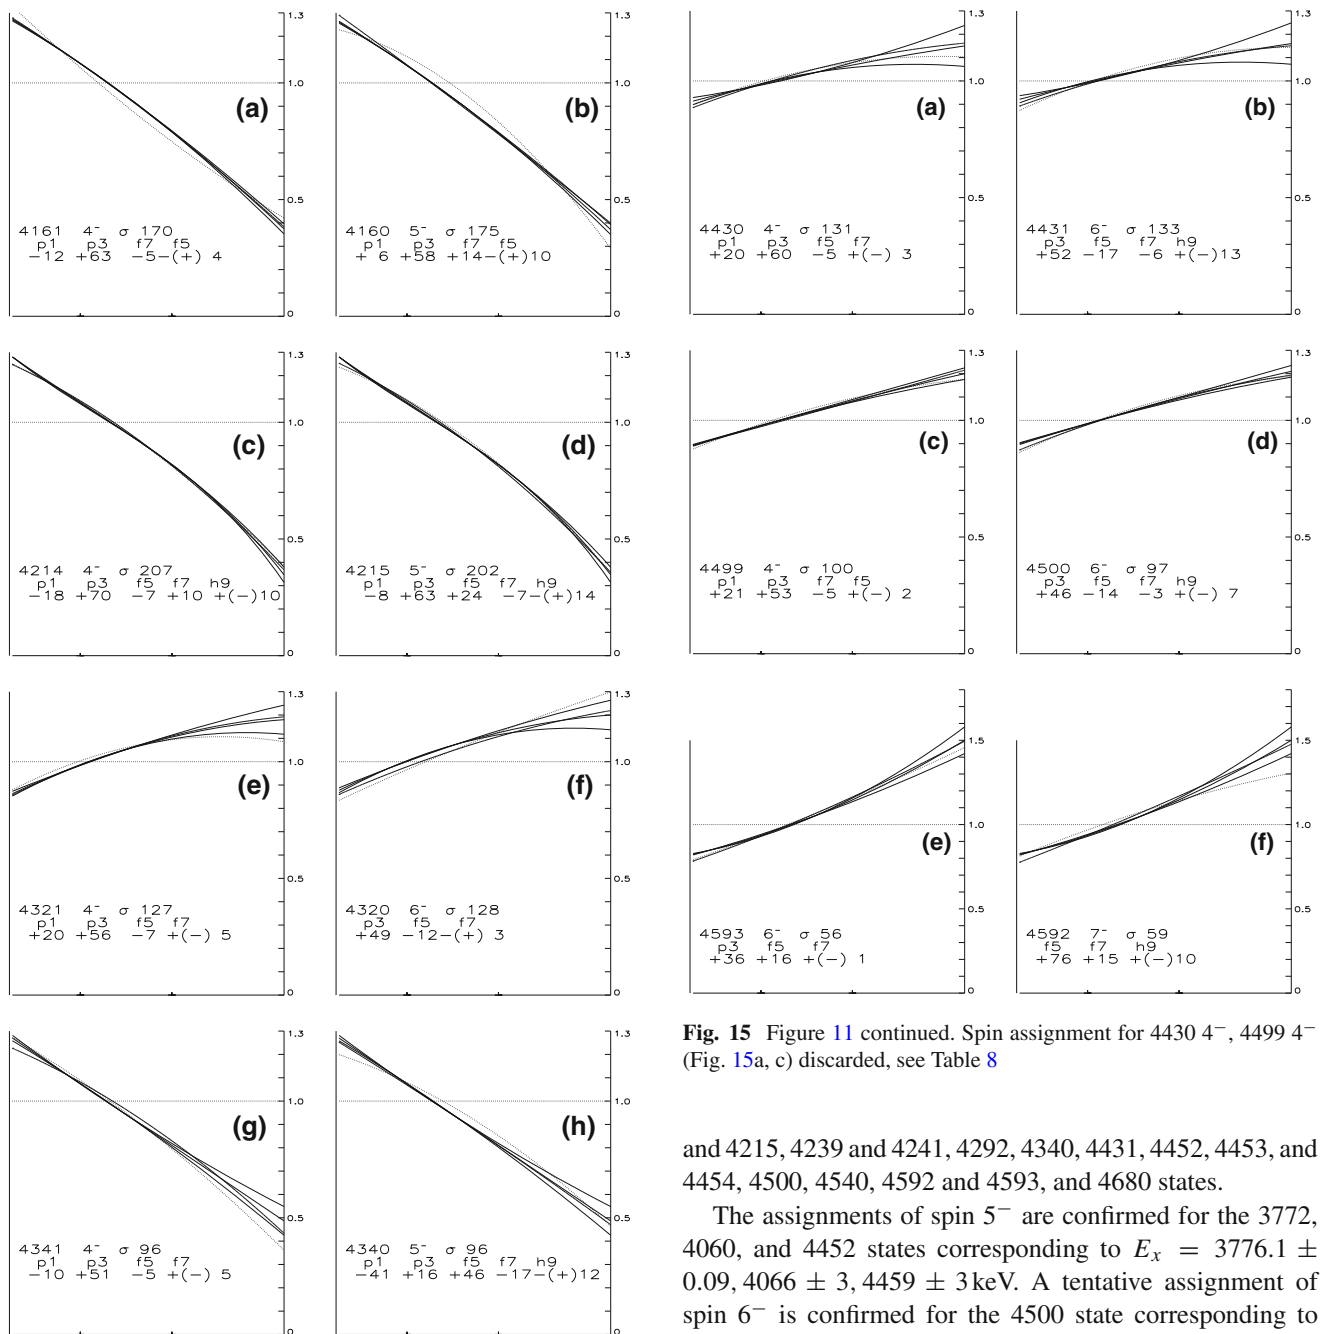 1.3
1.0
(a)
0.5
4161 4⁻ σ 170
p1 p3 f7 f5
−12 +63 −5−(+) 4
0
1.3
1.0
(b)
0.5
4160 5⁻ σ 175
p1 p3 f7 f5
+ 6 +58 +14−(+)10
0
1.3
1.0
(c)
0.5
4214 4⁻ σ 207
p1 p3 f5 f7 h9
−18 +70 −7 +10 +(−)10
0
1.3
1.0
(d)
0.5
4215 5⁻ σ 202
p1 p3 f5 f7 h9
−8 +63 +24 −7−(+)14
0
1.3
1.0
(e)
0.5
4321 4⁻ σ 127
p1 p3 f5 f7
+20 +56 −7 +(−) 5
0
1.3
1.0
(f)
0.5
4320 6⁻ σ 128
p3 f5 f7
+49 −12−(+) 3
0
1.3
1.0
(g)
0.5
4341 4⁻ σ 96
p1 p3 f5 f7
−10 +51 −5 +(−) 5
1.3
1.0
(h)
0.5
4340 5⁻ σ 96
p1 p3 f5 f7 h9
−41 +16 +46 −17−(+)12
1.3
1.0
(a)
0.5
4430 4⁻ σ 131
p1 p3 f5 f7
+20 +60 −5 +(−) 3
0
1.3
1.0
(b)
0.5
4431 6⁻ σ 133
p3 f5 f7 h9
+52 −17 −6 +(−)13
0
1.3
1.0
(c)
0.5
4499 4⁻ σ 100
p1 p3 f7 f5
+21 +53 −5 +(−) 2
0
1.3
1.0
(d)
0.5
4500 6⁻ σ 97
p3 f5 f7 h9
+46 −14 −3 +(−) 7
0
1.5
1.0
(e)
0.5
4593 6⁻ σ 56
p3 f5 f7
+36 +16 +(−) 1
0
1.5
1.0
(f)
0.5
4592 7⁻ σ 59
f5 f7 h9
+76 +15 +(−)10
0
Fig. 15 Figure 11 continued. Spin assignment for 4430 4⁻, 4499 4⁻
(Fig. 15a, c) discarded, see Table 8
and 4215, 4239 and 4241, 4292, 4340, 4431, 4452, 4453, and
4454, 4500, 4540, 4592 and 4593, and 4680 states.
The assignments of spin 5⁻ are confirmed for the 3772,
4060, and 4452 states corresponding to Eₓ = 3776.1 ±
0.09, 4066 ± 3, 4459 ± 3 keV. A tentative assignment of
spin 6⁻ is confirmed for the 4500 state corresponding to